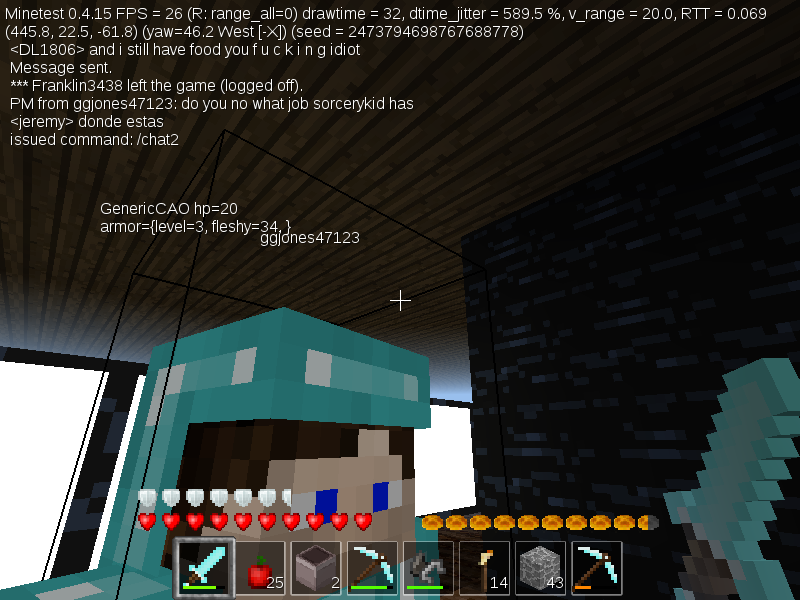 Minetest 0.4.15 FPS = 26 (R: range_all=0) drawtime = 32, dtime_jitter = 589.5 %, v_range = 20.0, RTT = 0.069
(445.8, 22.5, -61.8) (yaw=46.2 West [-X]) (seed = 2473794698767688778)
<DL1806> and i still have food you f u c k i n g idiot
Message sent.
*** Franklin3438 left the game (logged off).
PM from ggjones47123: do you no what job sorcerykid has
<jeremy> donde estas
issued command: /chat2
GenericCAO hp=20
armor={level=3, fleshy=34, }
ggjones47123
25
2
14
43